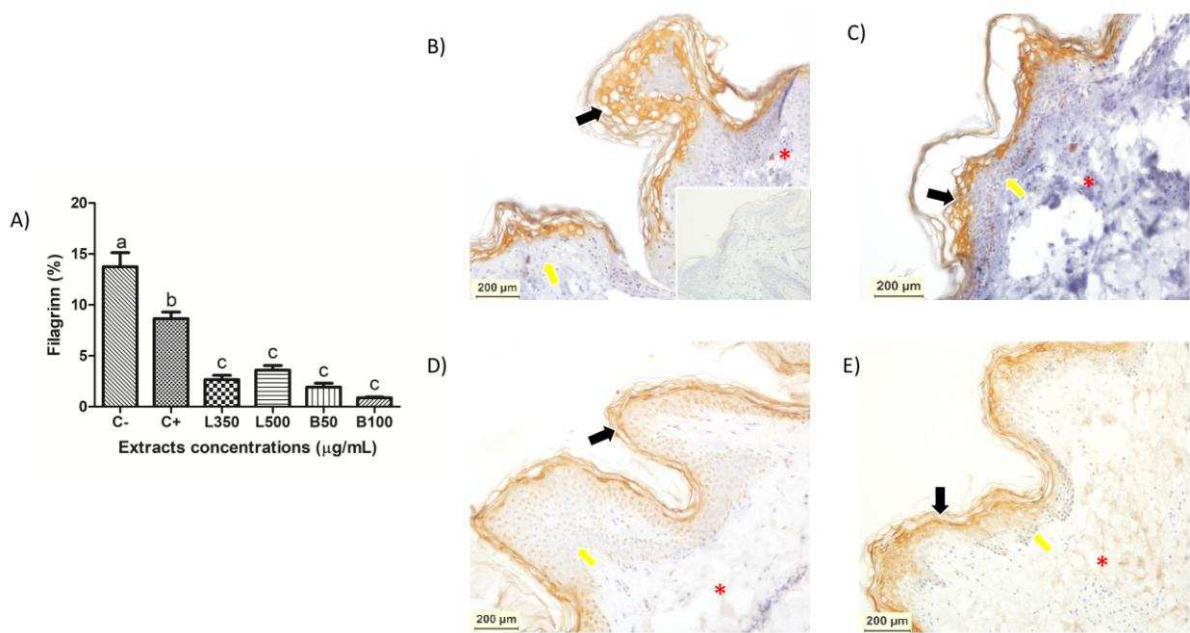 A)
20
15
10
5
0
Filagrinn (%)
a
b
c
c
c
c
C-
C+
L350
L500
B50
B100
Extracts concentrations (µg/mL)
B)
*
200 µm
C)
*
200 µm
D)
*
200 µm
E)
*
200 µm